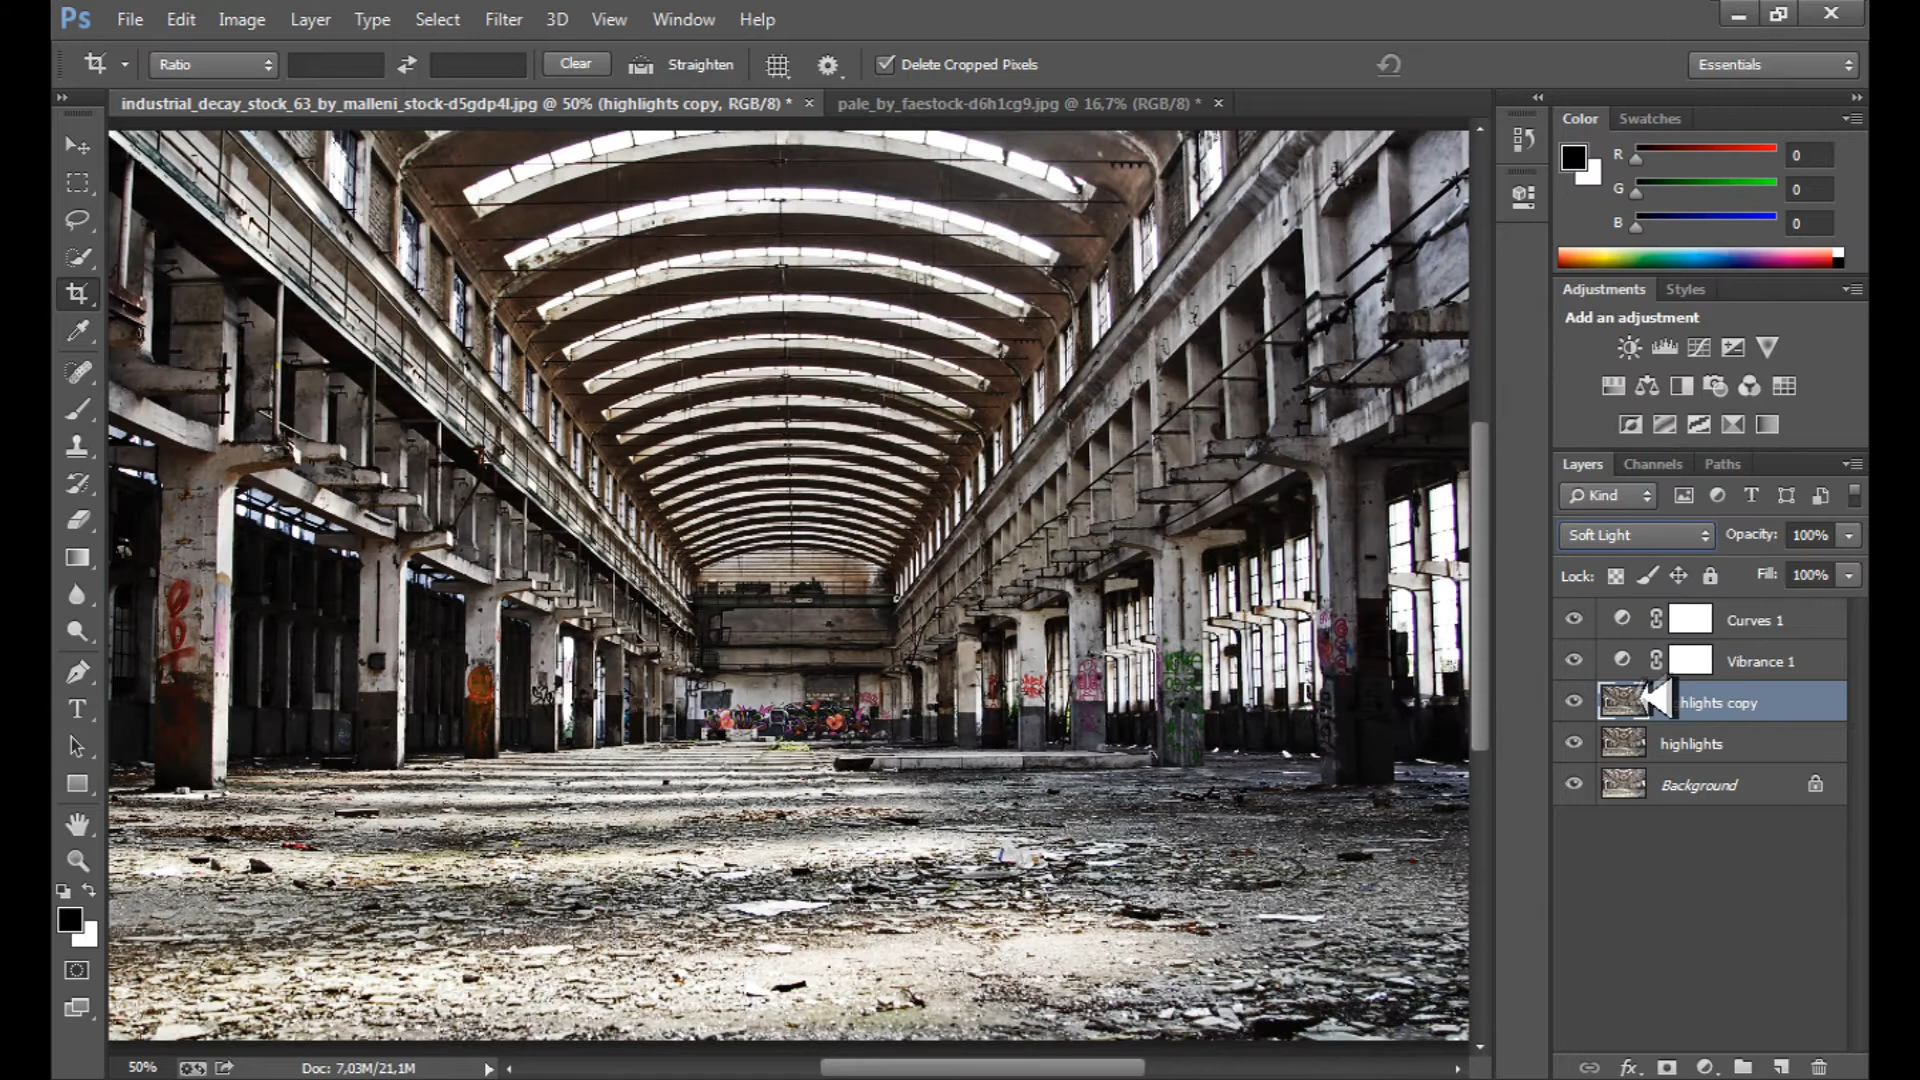 Ps File Edit Image Layer Type Select Filter 3D View Window Help
Ratio Clear Straighten Delete Cropped Pixels Essentials
industrial_decay_stock_63_by_malleni_stock-d5gdp4l.jpg @ 50% (highlights copy, RGB/8) * × pale_by_faestock-d6h1cg9.jpg @ 16,7% (RGB/8) * ×
Color Swatches
R 0
G 0
B 0
Adjustments Styles
Add an adjustment
Layers Channels Paths
Kind
Soft Light Opacity: 100%
Lock: Fill: 100%
Curves 1
Vibrance 1
hlights copy
highlights
Background
50% Doc: 7,03M/21,1M